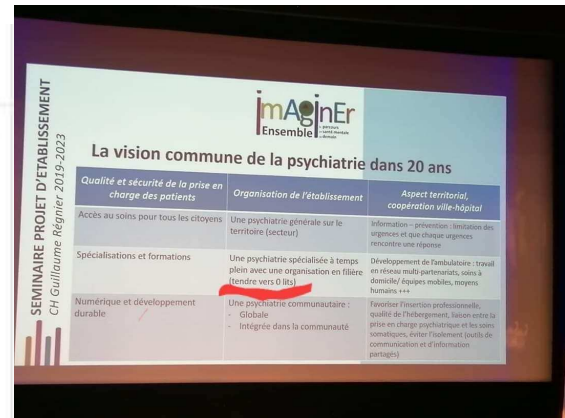 SEMINAIRE PROJET D'ETABLISSEMENT
CH Guillaume Régnier 2019-2023
imAginEr
Ensemble
parcours
santé mentale
demain
La vision commune de la psychiatrie dans 20 ans
Qualité et sécurité de la prise en
charge des patients
Organisation de l'établissement
Aspect territorial,
coopération ville-hôpital
Accès au soins pour tous les citoyens
Une psychiatrie générale sur le
territoire (secteur)
Information – prévention : limitation des
urgences et que chaque urgences
rencontre une réponse
Spécialisations et formations
Une psychiatrie spécialisée à temps
plein avec une organisation en filière
(tendre vers 0 lits)
Développement de l'ambulatoire : travail
en réseau multi-partenariats, soins à
domicile/ équipes mobiles, moyens
humains +++
Numérique et développement
durable
Une psychiatrie communautaire :
- Globale
- Intégrée dans la communauté
Favoriser l'insertion professionnelle,
qualité de l'hébergement, liaison entre la
prise en charge psychiatrique et les soins
somatiques, éviter l'isolement (outils de
communication et d'information
partagés)